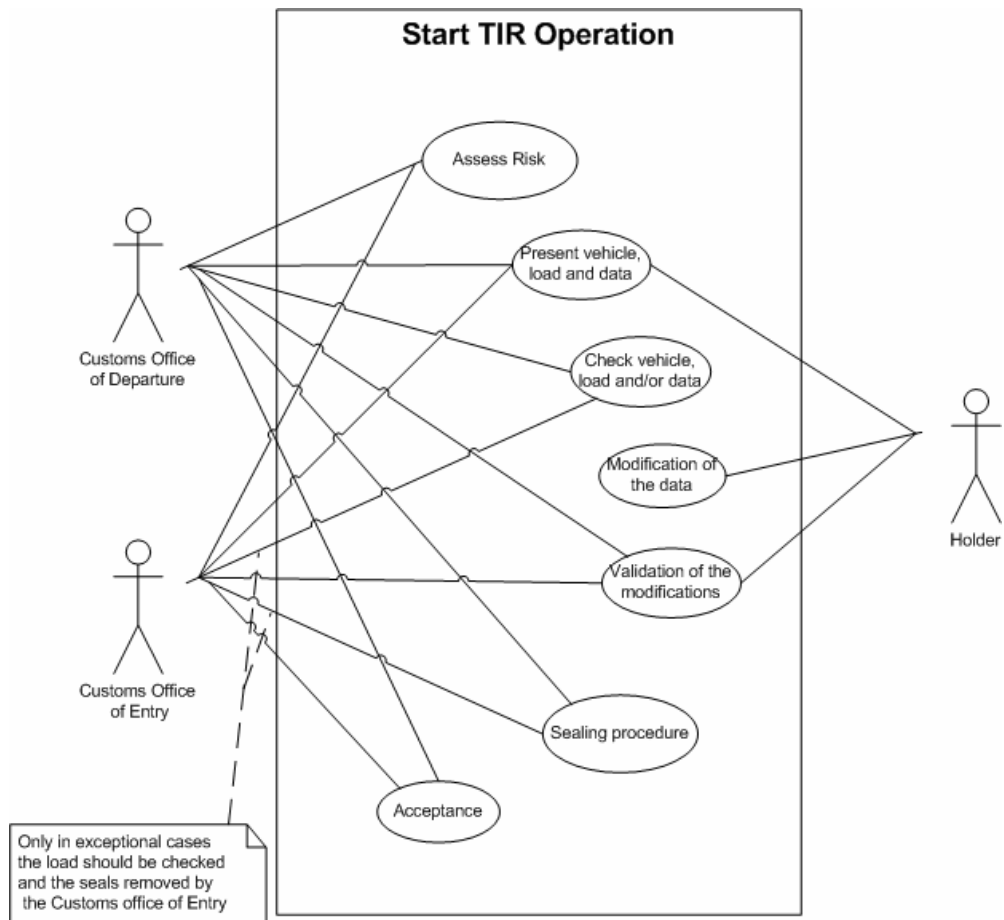 Start TIR Operation
Assess Risk
Present vehicle,
load and data
Customs Office
of Departure
Check vehicle,
load and/or data
Modification of
the data
Holder
Validation of the
modifications
Customs Office
of Entry
Sealing procedure
Acceptance
Only in exceptional cases
the load should be checked
and the seals removed by
the Customs office of Entry